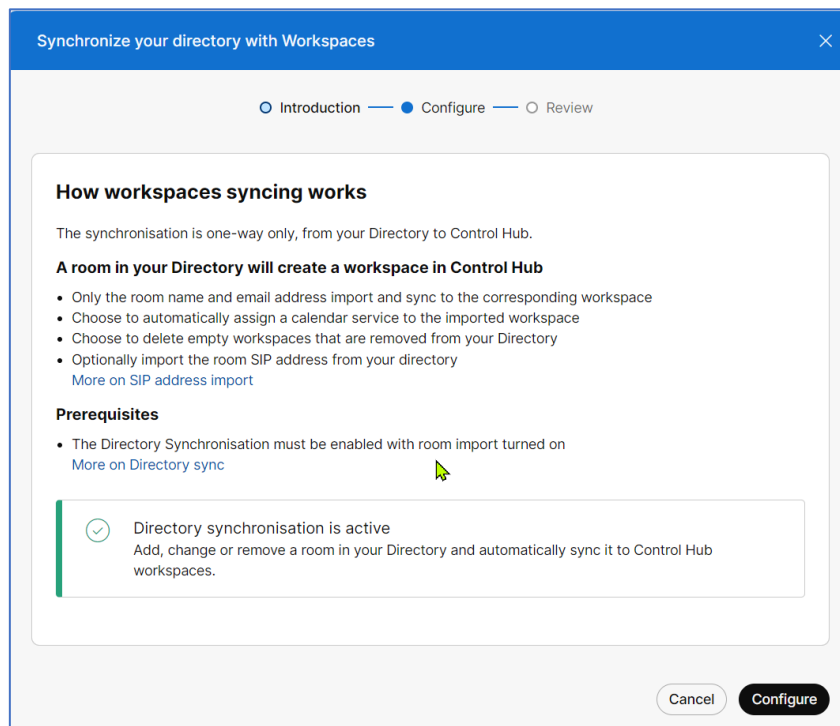 Synchronize your directory with Workspaces
Introduction
Configure
Review
How workspaces syncing works
The synchronisation is one-way only, from your Directory to Control Hub.
A room in your Directory will create a workspace in Control Hub
• Only the room name and email address import and sync to the corresponding workspace
• Choose to automatically assign a calendar service to the imported workspace
• Choose to delete empty workspaces that are removed from your Directory
• Optionally import the room SIP address from your directory
More on SIP address import
Prerequisites
• The Directory Synchronisation must be enabled with room import turned on
More on Directory sync
Directory synchronisation is active
Add, change or remove a room in your Directory and automatically sync it to Control Hub
workspaces.
Cancel
Configure